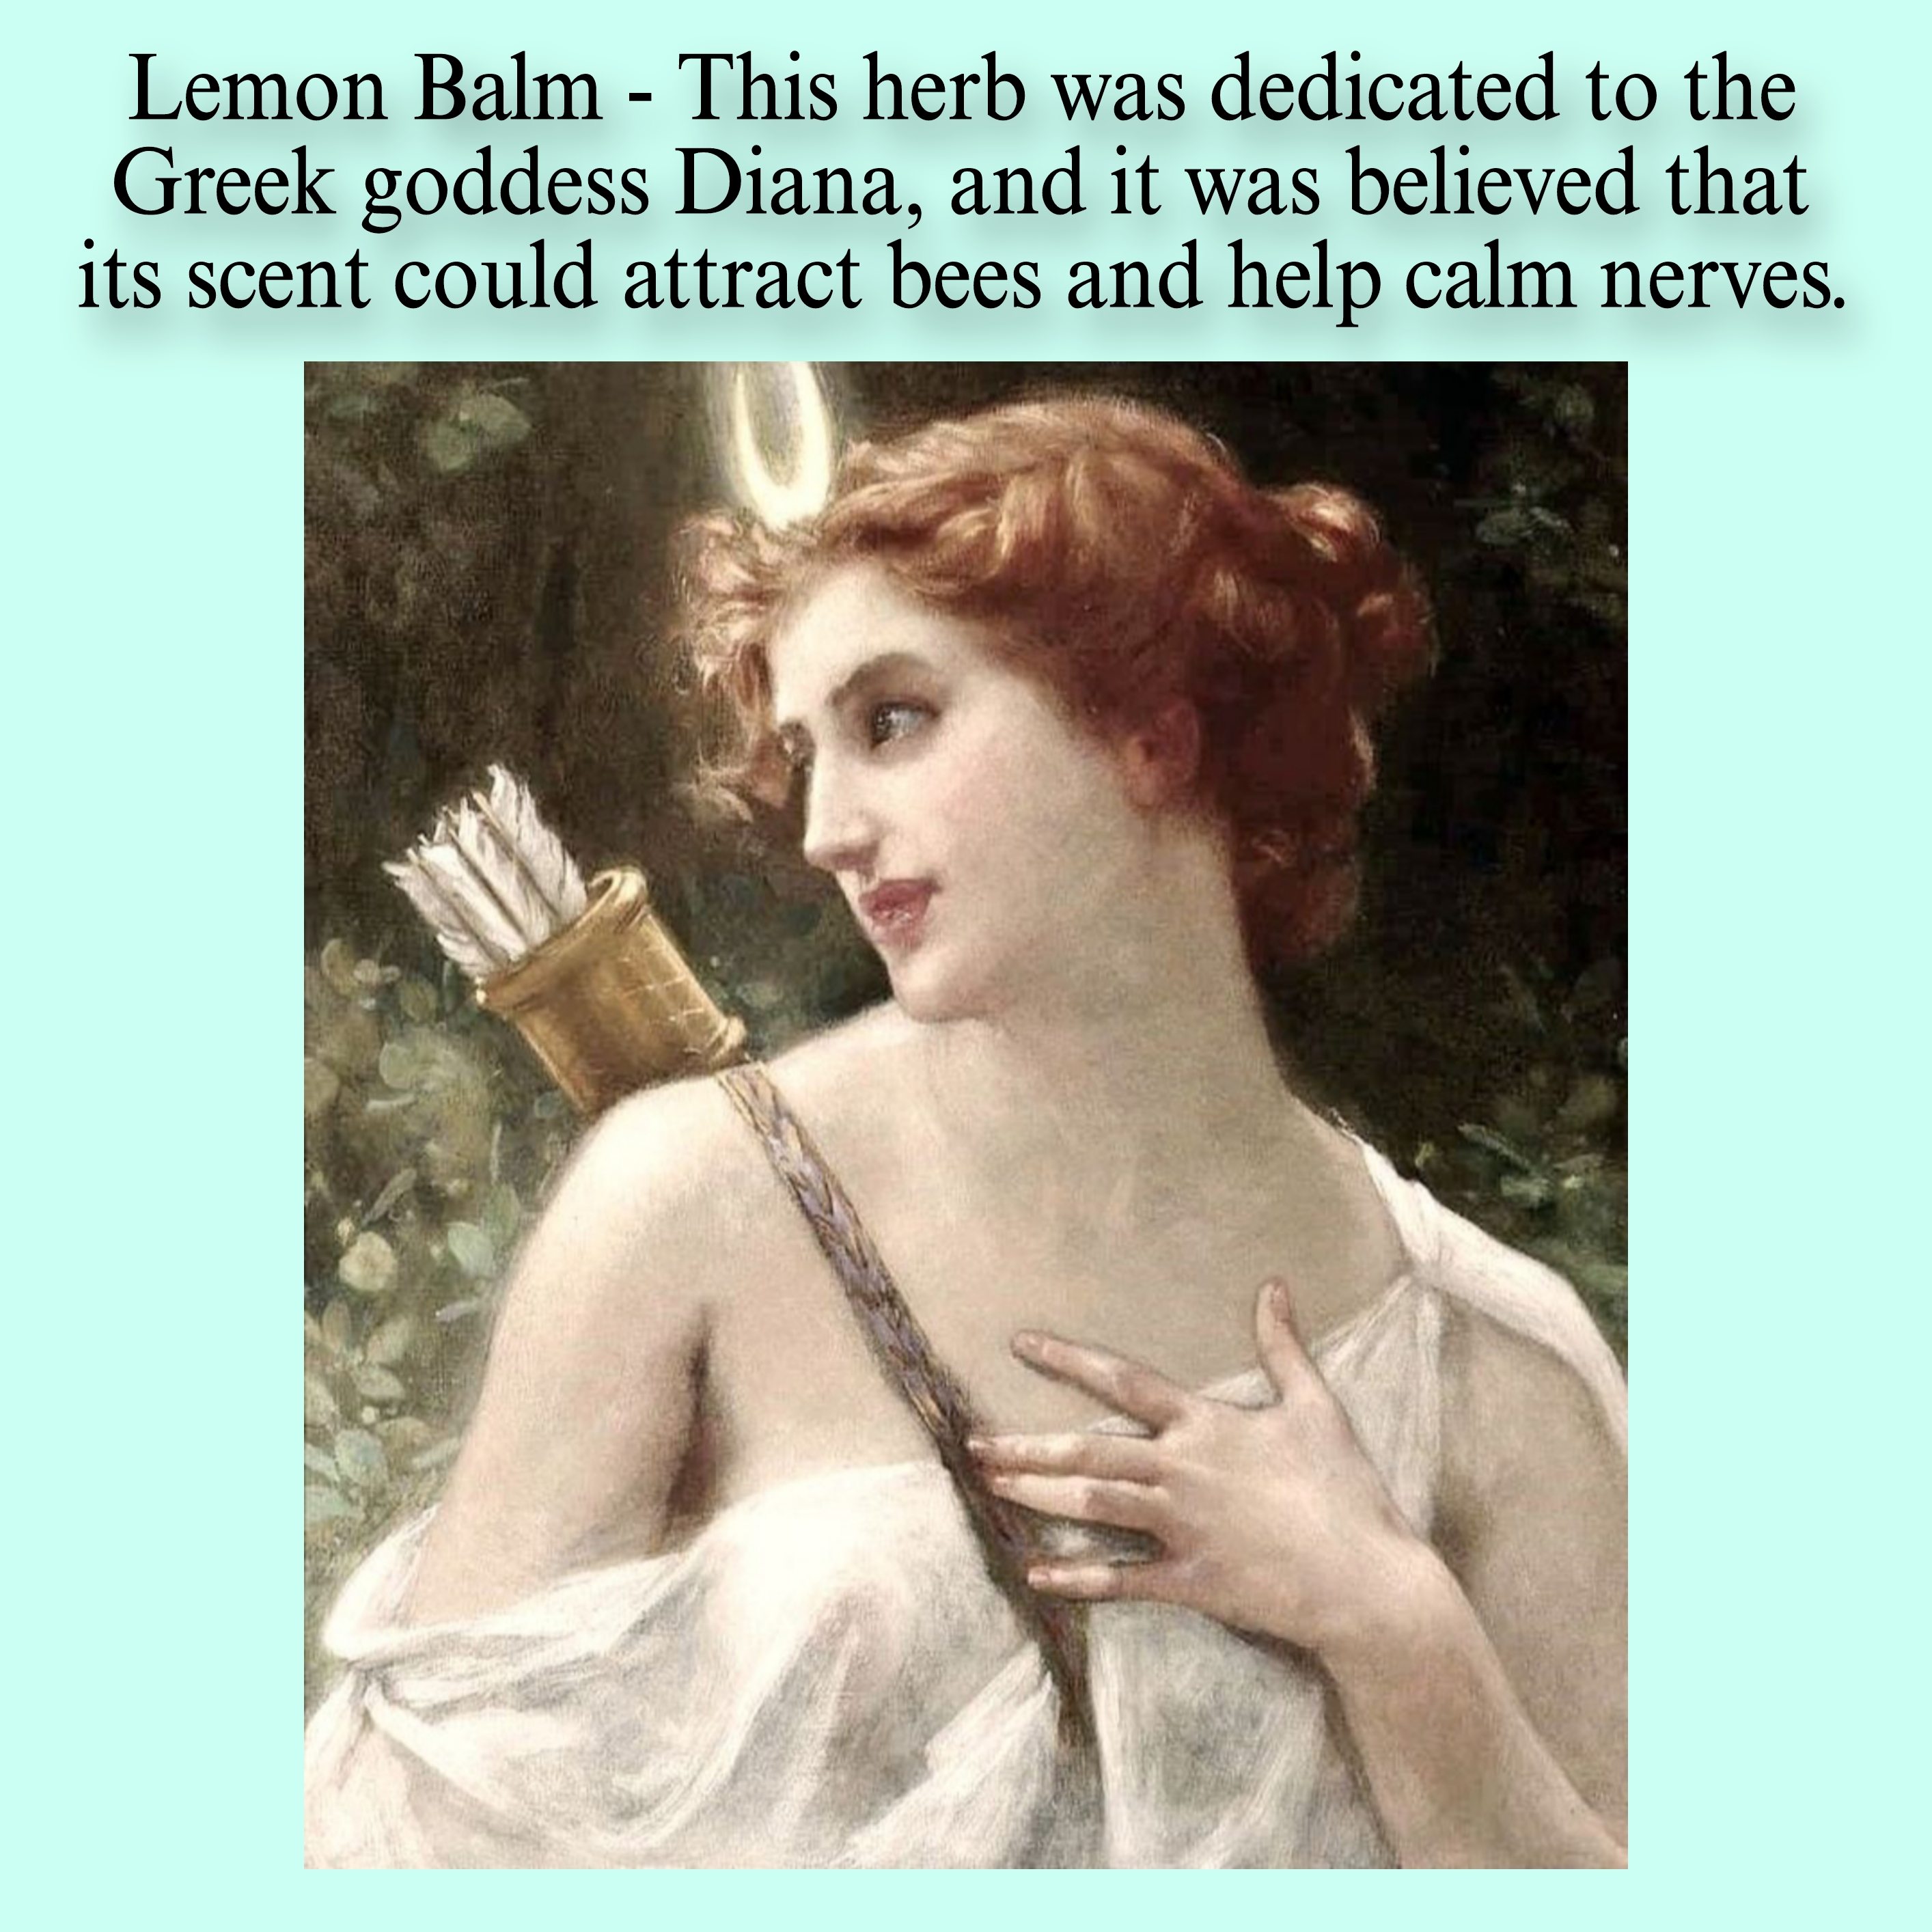 Lemon Balm - This herb was dedicated to the
Greek goddess Diana, and it was believed that
its scent could attract bees and help calm nerves.